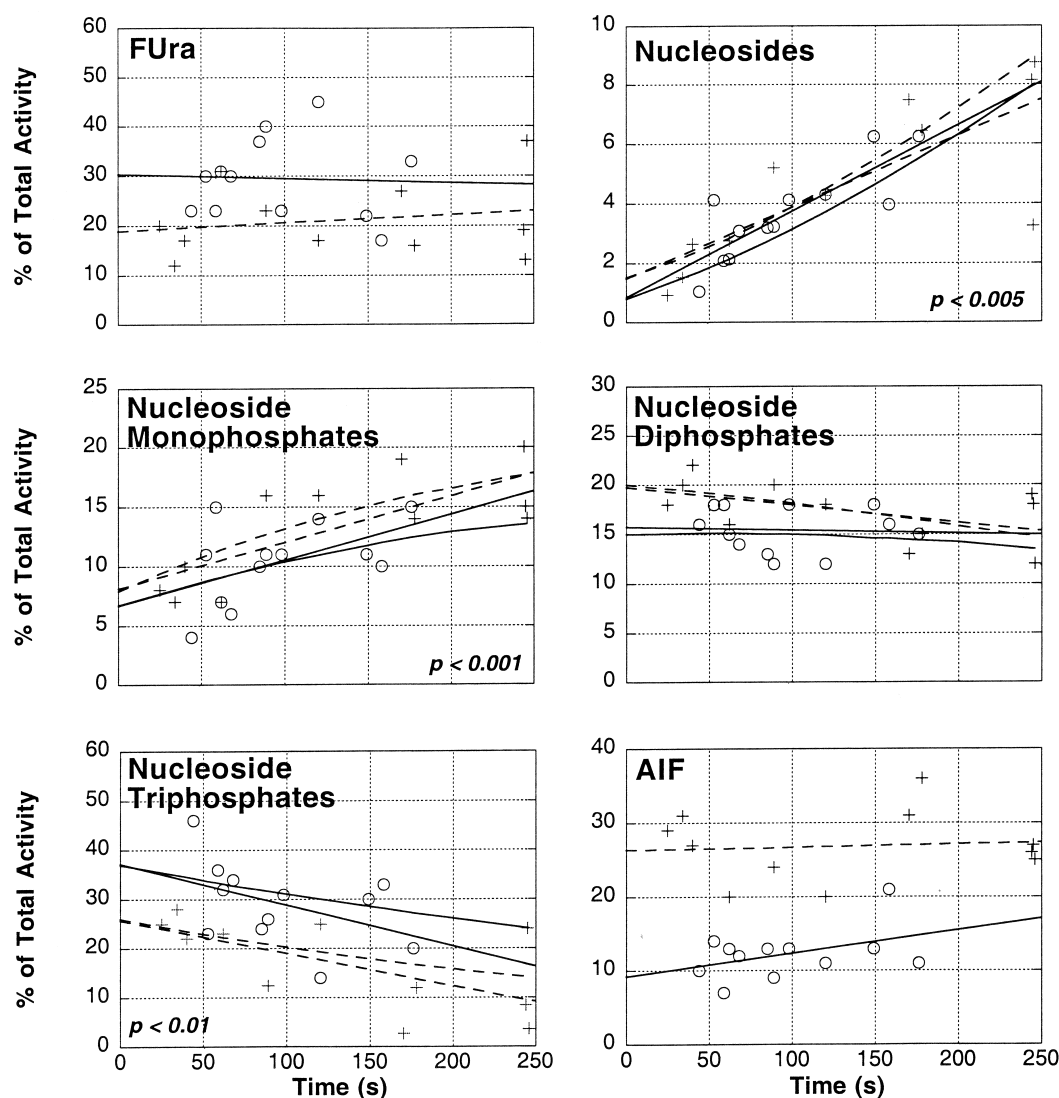 FUra
% of Total Activity
60
50
40
30
20
10
0
Nucleosides
10
8
6
4
2
0
p < 0.005
Nucleoside
Monophosphates
% of Total Activity
25
20
15
10
5
0
p < 0.001
Nucleoside
Diphosphates
30
25
20
15
10
5
0
Nucleoside
Triphosphates
% of Total Activity
60
50
40
30
20
10
0
p < 0.01
0 50 100 150 200 250
Time (s)
AIF
40
30
20
10
0
0 50 100 150 200 250
Time (s)